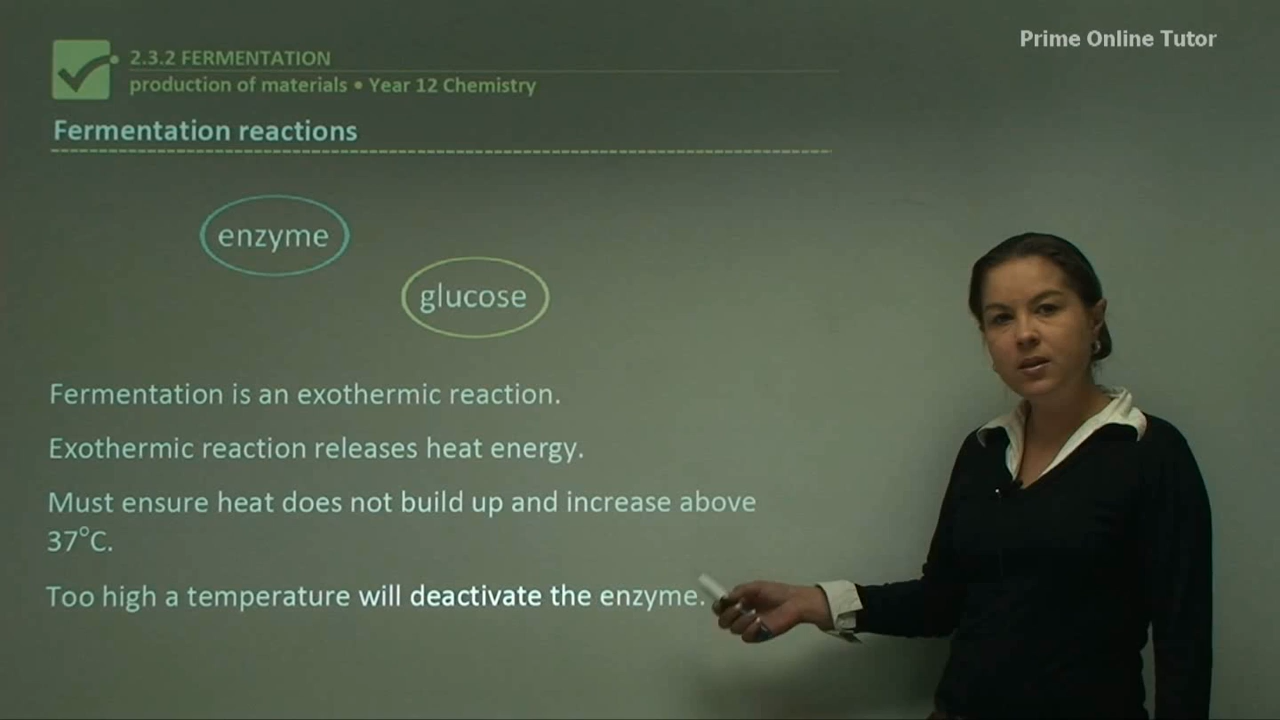 Prime Online Tutor
2.3.2 FERMENTATION
production of materials • Year 12 Chemistry
Fermentation reactions
enzyme
glucose
Fermentation is an exothermic reaction.
Exothermic reaction releases heat energy.
Must ensure heat does not build up and increase above
37°C.
Too high a temperature will deactivate the enzyme.